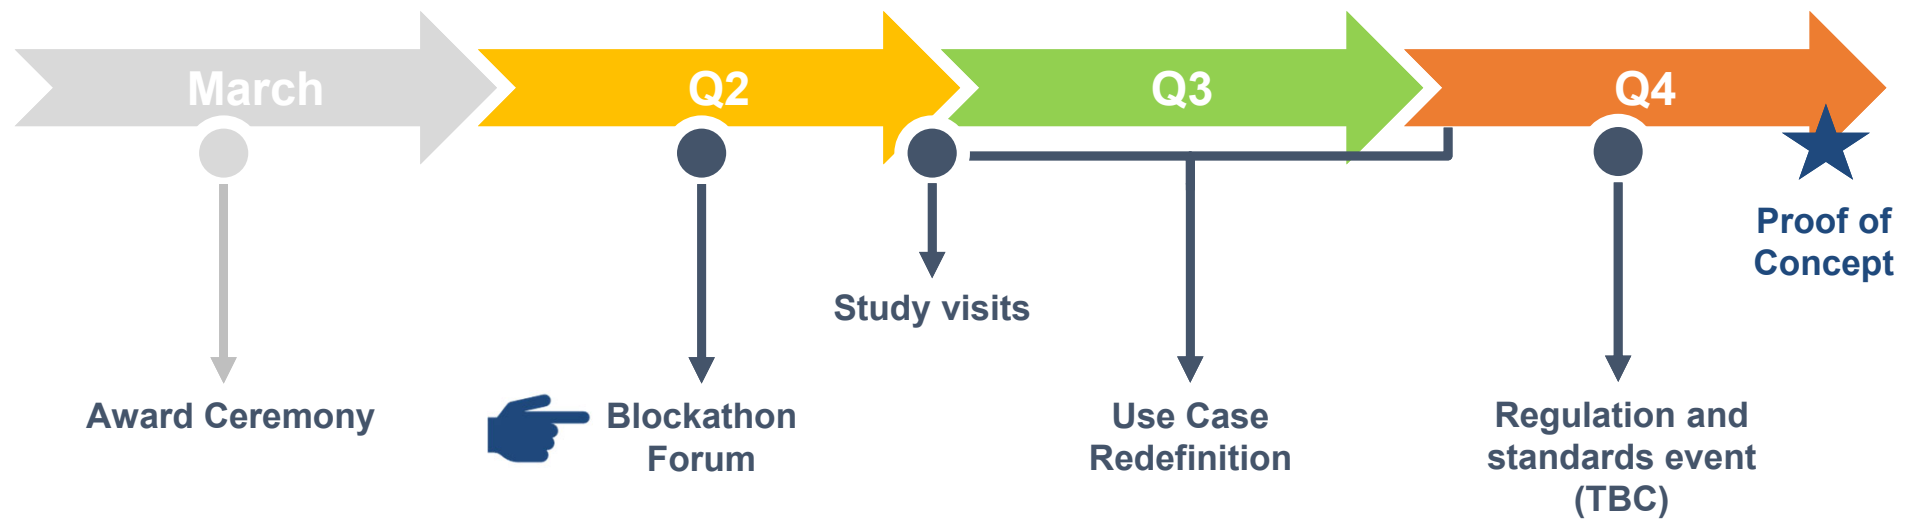 March
Q2
Q3
Q4
Proof of
Concept
Study visits
Award Ceremony
Blockathon
Forum
Use Case
Redefinition
Regulation and
standards event
(TBC)